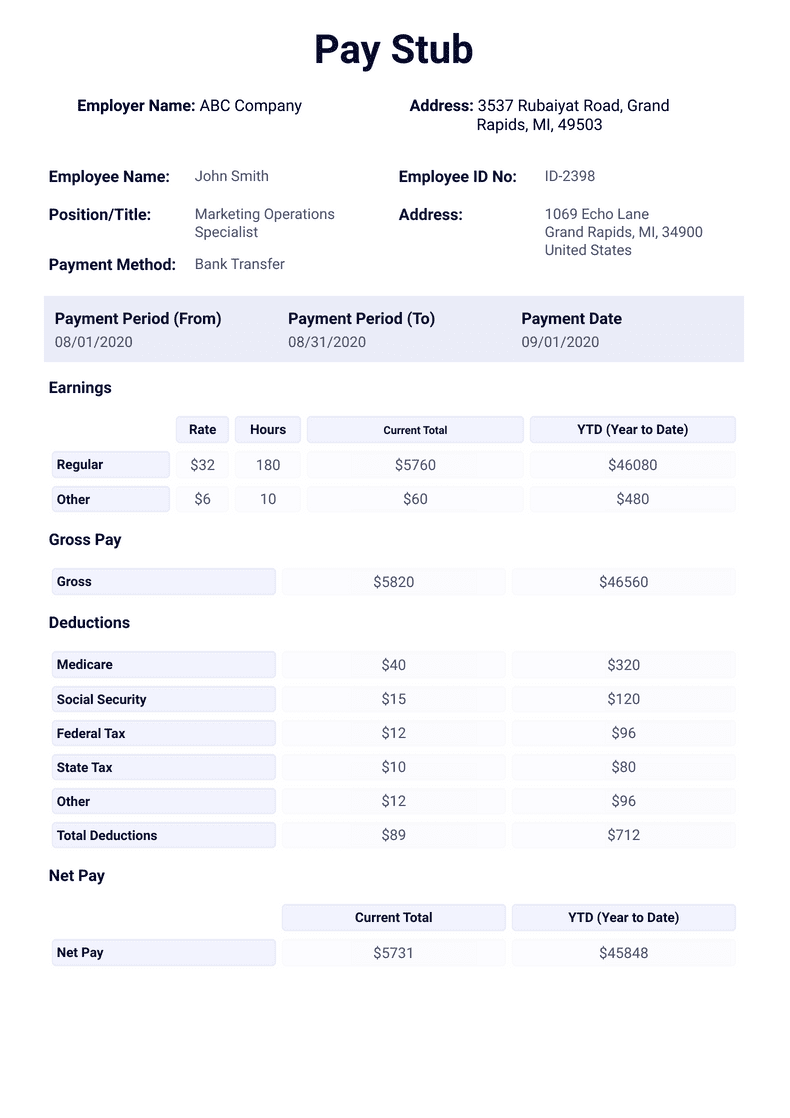 Pay Stub
Employer Name: ABC Company
Address: 3537 Rubaiyat Road, Grand
Rapids, MI, 49503
Employee Name: John Smith
Employee ID No: ID-2398
Position/Title: Marketing Operations
Specialist
Address: 1069 Echo Lane
Grand Rapids, MI, 34900
United States
Payment Method: Bank Transfer
Payment Period (From) Payment Period (To) Payment Date
08/01/2020 08/31/2020 09/01/2020
Earnings
Rate Hours Current Total YTD (Year to Date)
Regular $32 180 $5760 $46080
Other $6 10 $60 $480
Gross Pay
Gross $5820 $46560
Deductions
Medicare $40 $320
Social Security $15 $120
Federal Tax $12 $96
State Tax $10 $80
Other $12 $96
Total Deductions $89 $712
Net Pay
Current Total YTD (Year to Date)
Net Pay $5731 $45848